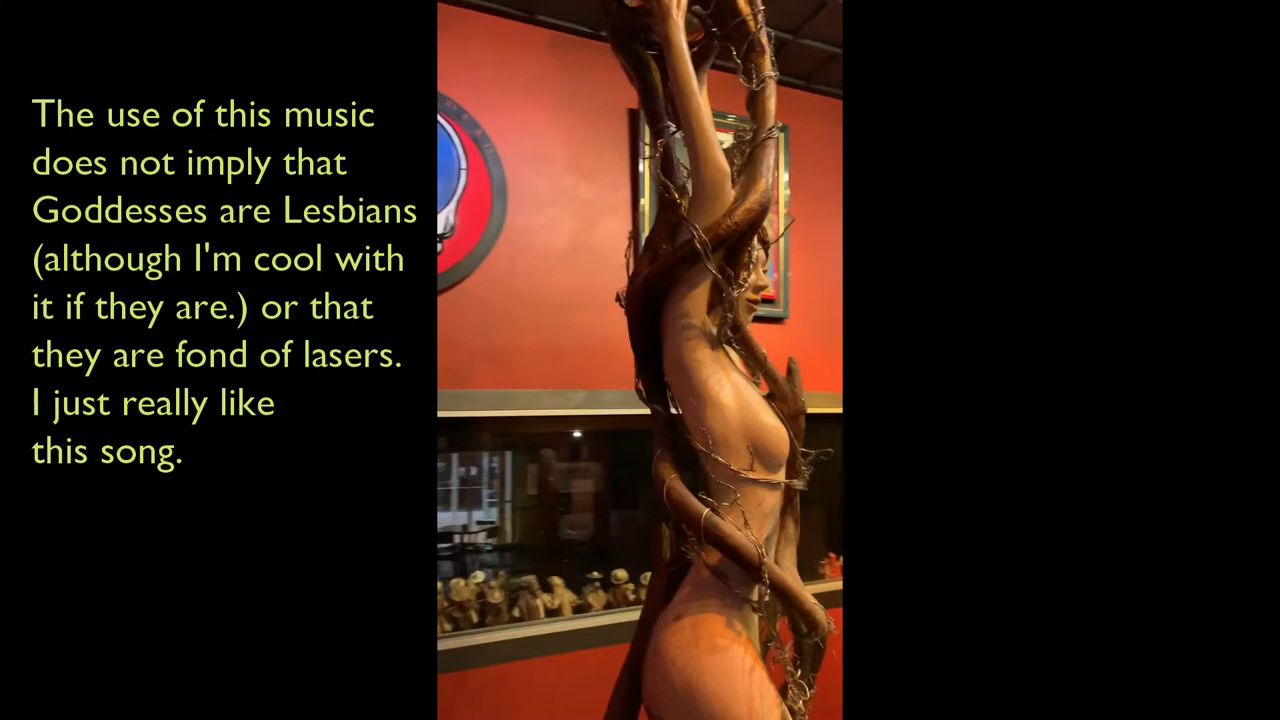 The use of this music
does not imply that
Goddesses are Lesbians
(although I'm cool with
it if they are.) or that
they are fond of lasers.
I just really like
this song.